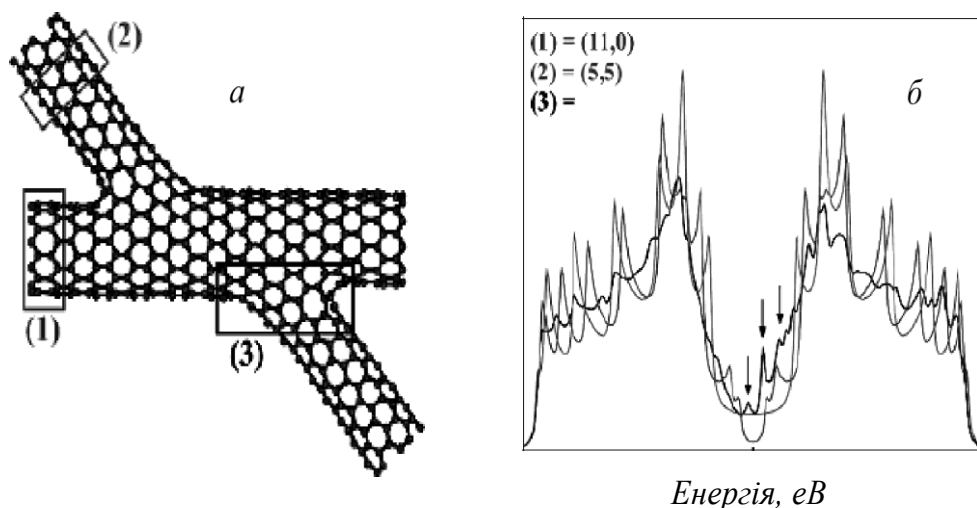 (2)
а
(1)
(3)
(1) = (11,0)
(2) = (5,5)
(3) =
б
Енергія, еВ